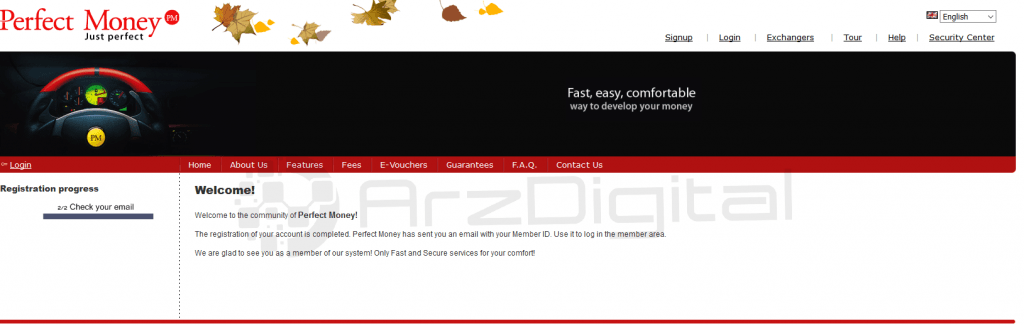 Perfect Money PM
Just perfect
English
Signup | Login | Exchangers | Tour | Help | Security Center
Fast, easy, comfortable
way to develop your money
PM
Login
Home About Us Features Fees E-Vouchers Guarantees F.A.Q. Contact Us
Registration progress
2/2 Check your email
Welcome!
ArzDigital
Welcome to the community of Perfect Money!
The registration of your account is completed. Perfect Money has sent you an email with your Member ID. Use it to log in the member area.
We are glad to see you as a member of our system! Only Fast and Secure services for your comfort!